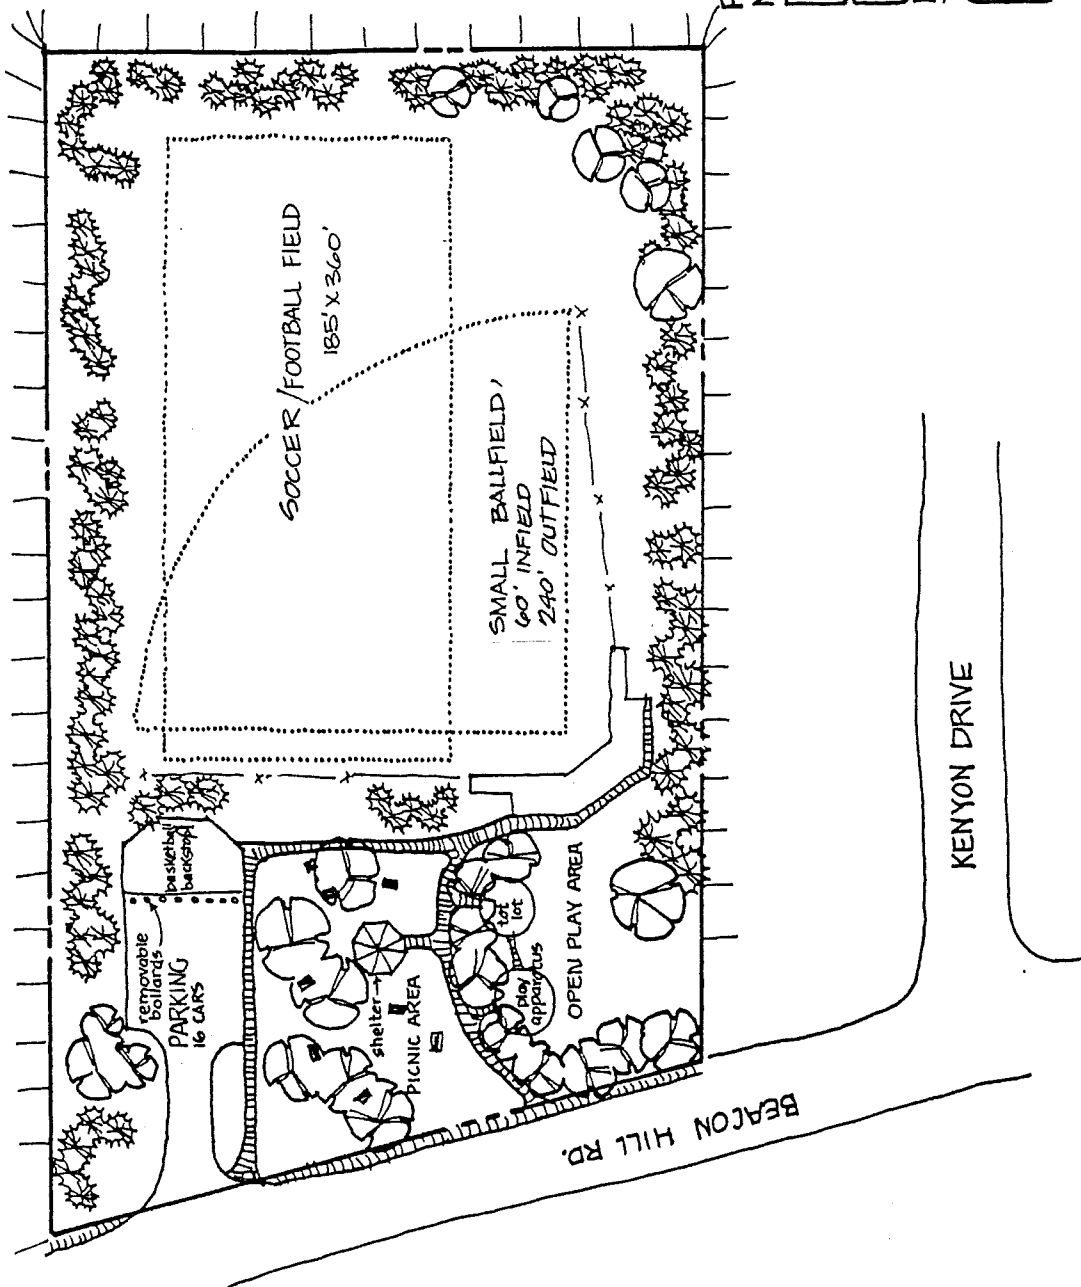 SOCCER/FOOTBALL FIELD
185' X 360'
SMALL BALLFIELD,
60' INFIELD
240' OUTFIELD
basketball
backstop
removable
bollards
PARKING
16 CARS
shelter
PICNIC AREA
tot
lot
play
apparatus
OPEN PLAY AREA
KENYON DRIVE
BEACON HILL RD.